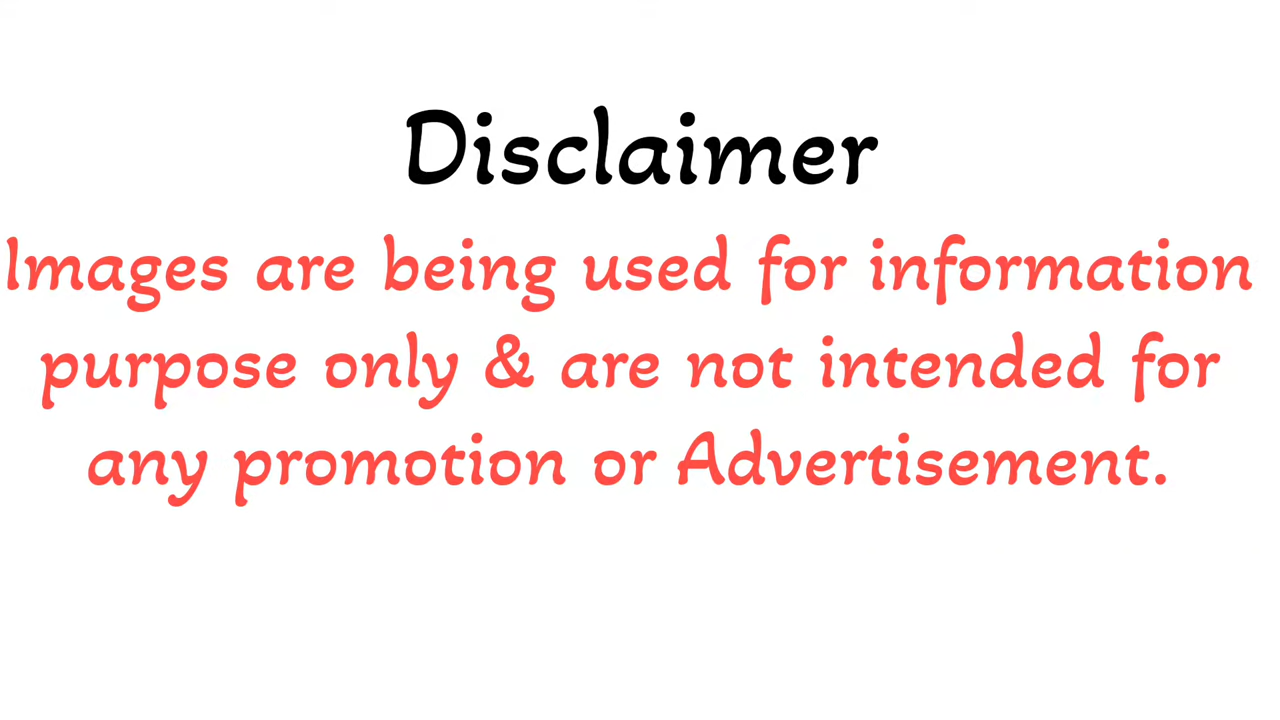 Disclaimer
Images are being used for information
purpose only & are not intended for
any promotion or Advertisement.